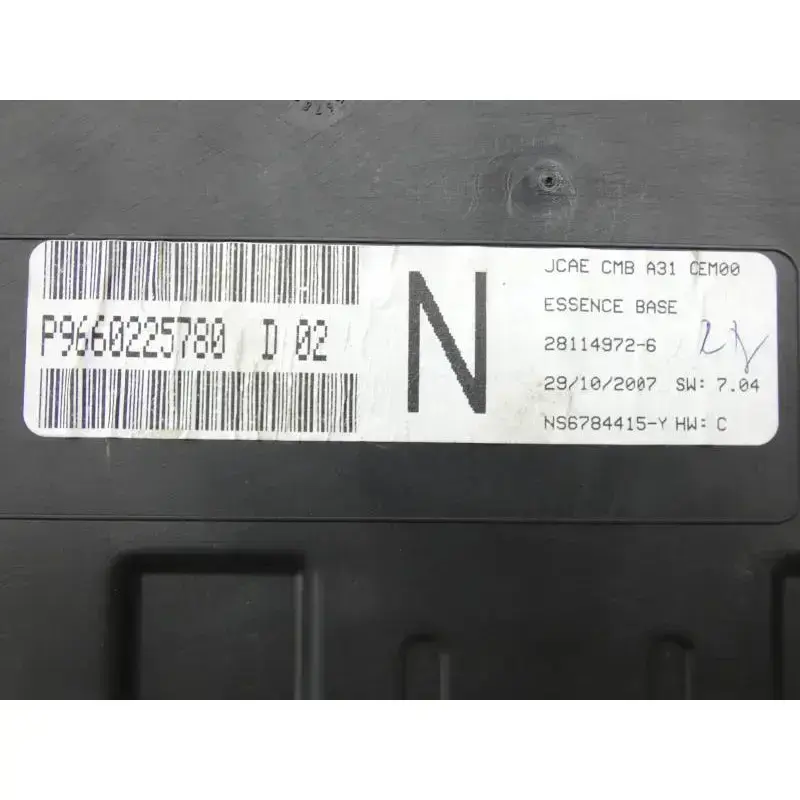 P9660225780 D 02
N
JCAE CMB A31 CEM00
ESSENCE BASE
28114972-6
29/10/2007 SW: 7.04
NS6784415-Y HW: C